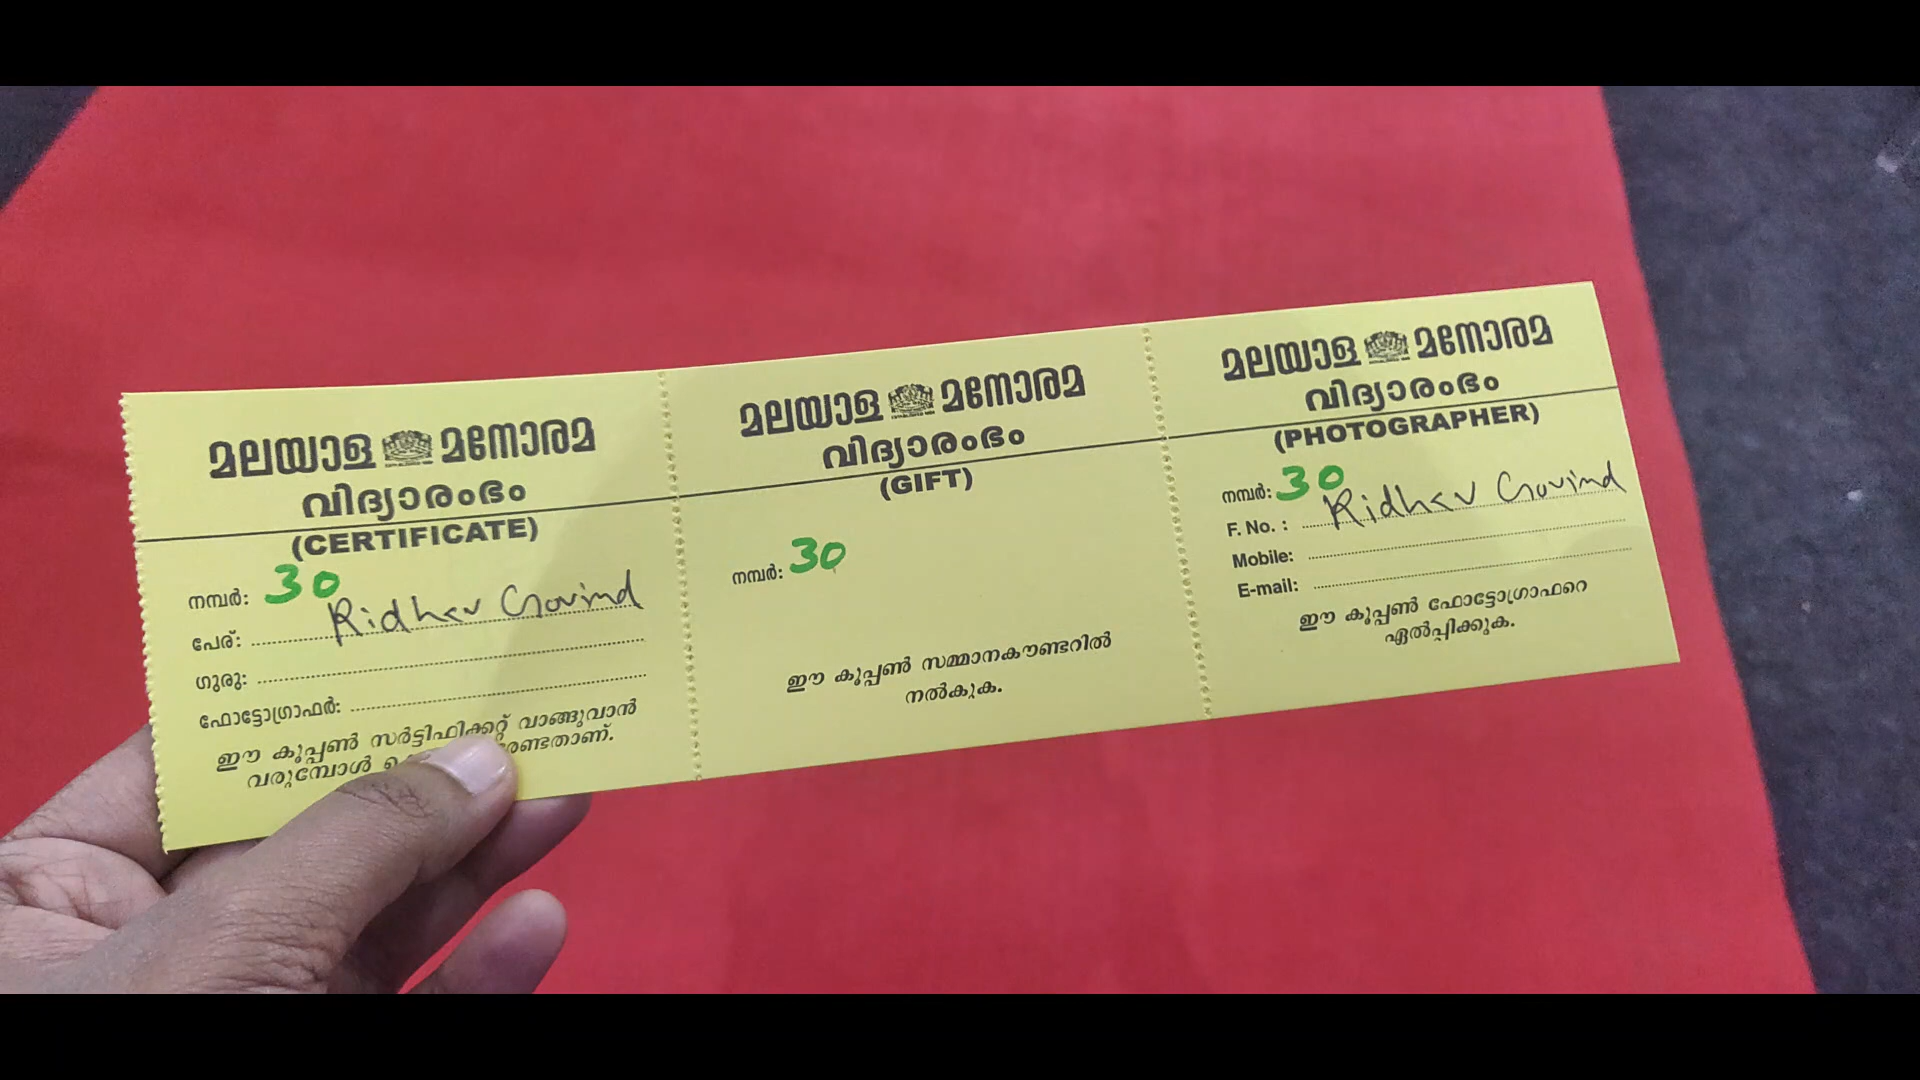 മലയാള മനോരമ
വിദ്യാരംഭം
(CERTIFICATE)
നമ്പർ: 30
പേര്: Ridhav Govind
ഗുരു:
ഫോട്ടോഗ്രാഫർ:
ഈ കൂപ്പൺ സർട്ടിഫിക്കറ്റ് വാങ്ങുവാൻ
വരുമ്പോൾ
മലയാള മനോരമ
വിദ്യാരംഭം
(GIFT)
നമ്പർ: 30
ഈ കൂപ്പൺ സമ്മാനകൗണ്ടറിൽ
നൽകുക.
മലയാള മനോരമ
വിദ്യാരംഭം
(PHOTOGRAPHER)
നമ്പർ: 30
F. No. : Ridhav Govind
Mobile:
E-mail:
ഈ കൂപ്പൺ ഫോട്ടോഗ്രാഫറെ
ഏൽപ്പിക്കുക.